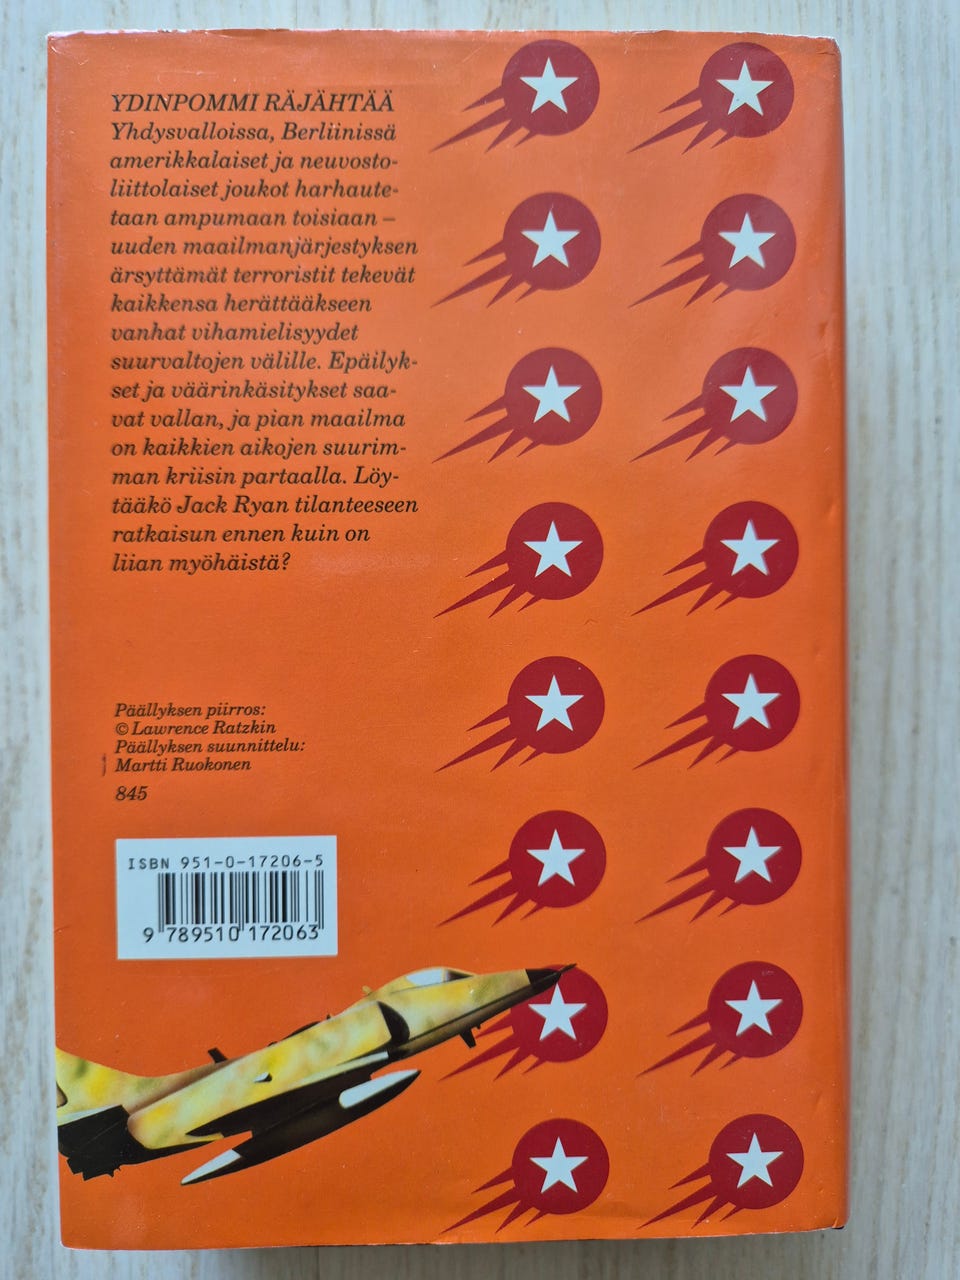 YDINPOMMI RÄJÄHTÄÄ
Yhdysvalloissa, Berliinissä
amerikkalaiset ja neuvosto-
liittolaiset joukot harhaute-
taan ampumaan toisiaan –
uuden maailmanjärjestyksen
ärsyttämät terroristit tekevät
kaikkensa herättääkseen
vanhat vihamielisyydet
suurvaltojen välille. Epäilyk-
set ja väärinkäsitykset saa-
vat vallan, ja pian maailma
on kaikkien aikojen suurim-
man kriisin partaalla. Löy-
tääkö Jack Ryan tilanteeseen
ratkaisun ennen kuin on
liian myöhäistä?
Päällyksen piirros:
© Lawrence Ratzkin
Päällyksen suunnittelu:
Martti Ruokonen
845
ISBN 951-0-17206-5
9 789510 172063